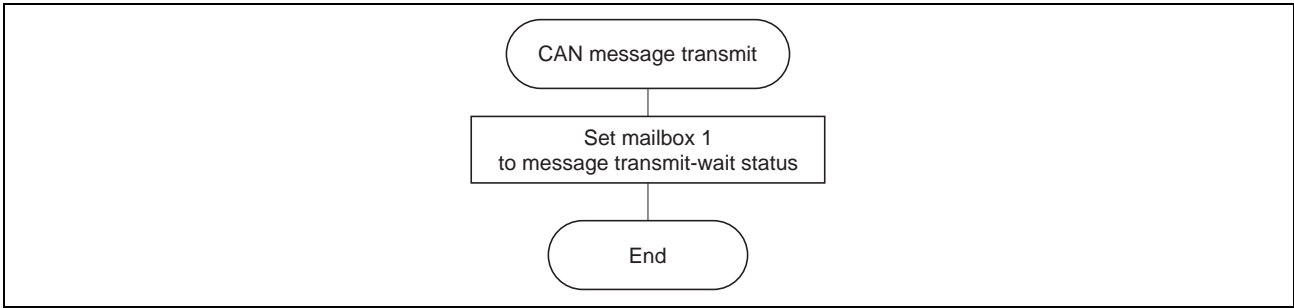 CAN message transmit
Set mailbox 1
to message transmit-wait status
End